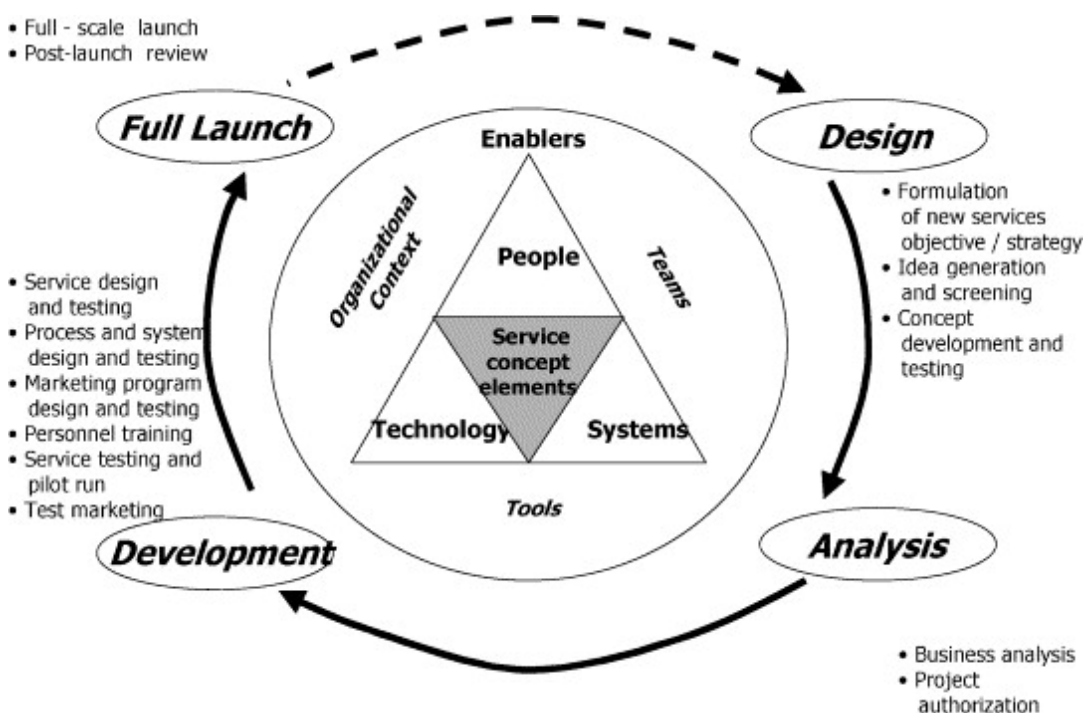 • Full - scale launch
• Post-launch review
Full Launch
Design
• Formulation
of new services
objective / strategy
• Idea generation
and screening
• Concept
development and
testing
Enablers
Organizational
Context
Teams
People
Service
concept
elements
Technology
Systems
Tools
• Service design
and testing
• Process and system
design and testing
• Marketing program
design and testing
• Personnel training
• Service testing and
pilot run
• Test marketing
Development
Analysis
• Business analysis
• Project
authorization